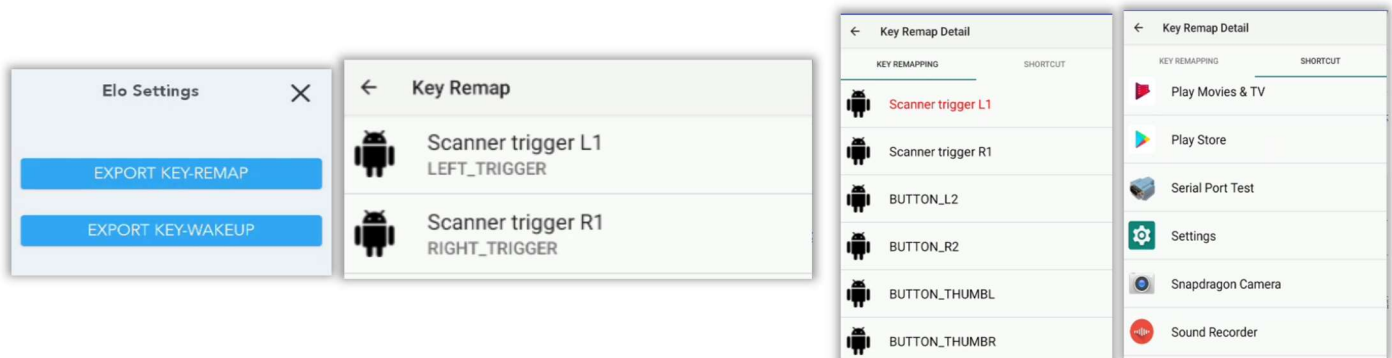 Elo Settings
EXPORT KEY-REMAP
EXPORT KEY-WAKEUP
Key Remap
Scanner trigger L1
LEFT_TRIGGER
Scanner trigger R1
RIGHT_TRIGGER
Key Remap Detail
KEY REMAPPING SHORTCUT
Scanner trigger L1
Scanner trigger R1
BUTTON_L2
BUTTON_R2
BUTTON_THUMBL
BUTTON_THUMBR
Key Remap Detail
KEY REMAPPING SHORTCUT
Play Movies & TV
Play Store
Serial Port Test
Settings
Snapdragon Camera
Sound Recorder